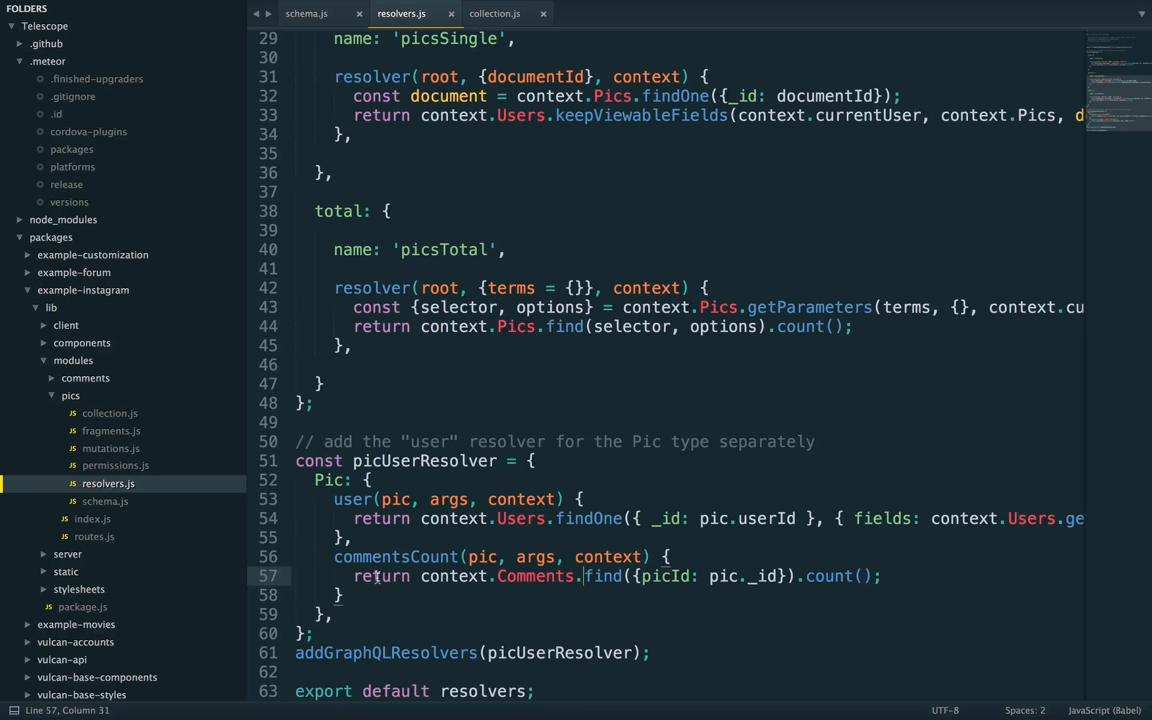 FOLDERS
Telescope
.github
.meteor
.finished-upgraders
.gitignore
.id
cordova-plugins
packages
platforms
release
versions
node_modules
packages
example-customization
example-forum
example-instagram
lib
client
components
modules
comments
pics
JS collection.js
JS fragments.js
JS mutations.js
JS permissions.js
JS resolvers.js
JS schema.js
JS index.js
JS routes.js
server
static
stylesheets
JS package.js
example-movies
vulcan-accounts
vulcan-api
vulcan-base-components
vulcan-base-styles
schema.js × resolvers.js × collection.js ×
29 name: 'picsSingle',
30
31 resolver(root, {documentId}, context) {
32 const document = context.Pics.findOne({_id: documentId});
33 return context.Users.keepViewableFields(context.currentUser, context.Pics, d
34 },
35
36 },
37
38 total: {
39
40 name: 'picsTotal',
41
42 resolver(root, {terms = {}}, context) {
43 const {selector, options} = context.Pics.getParameters(terms, {}, context.cu
44 return context.Pics.find(selector, options).count();
45 },
46
47 }
48 };
49
50 // add the "user" resolver for the Pic type separately
51 const picUserResolver = {
52 Pic: {
53 user(pic, args, context) {
54 return context.Users.findOne({ _id: pic.userId }, { fields: context.Users.ge
55 },
56 commentsCount(pic, args, context) {
57 return context.Comments.find({picId: pic._id}).count();
58 }
59 },
60 };
61 addGraphQLResolvers(picUserResolver);
62
63 export default resolvers;
Line 57, Column 31 UTF-8 Spaces: 2 JavaScript (Babel)